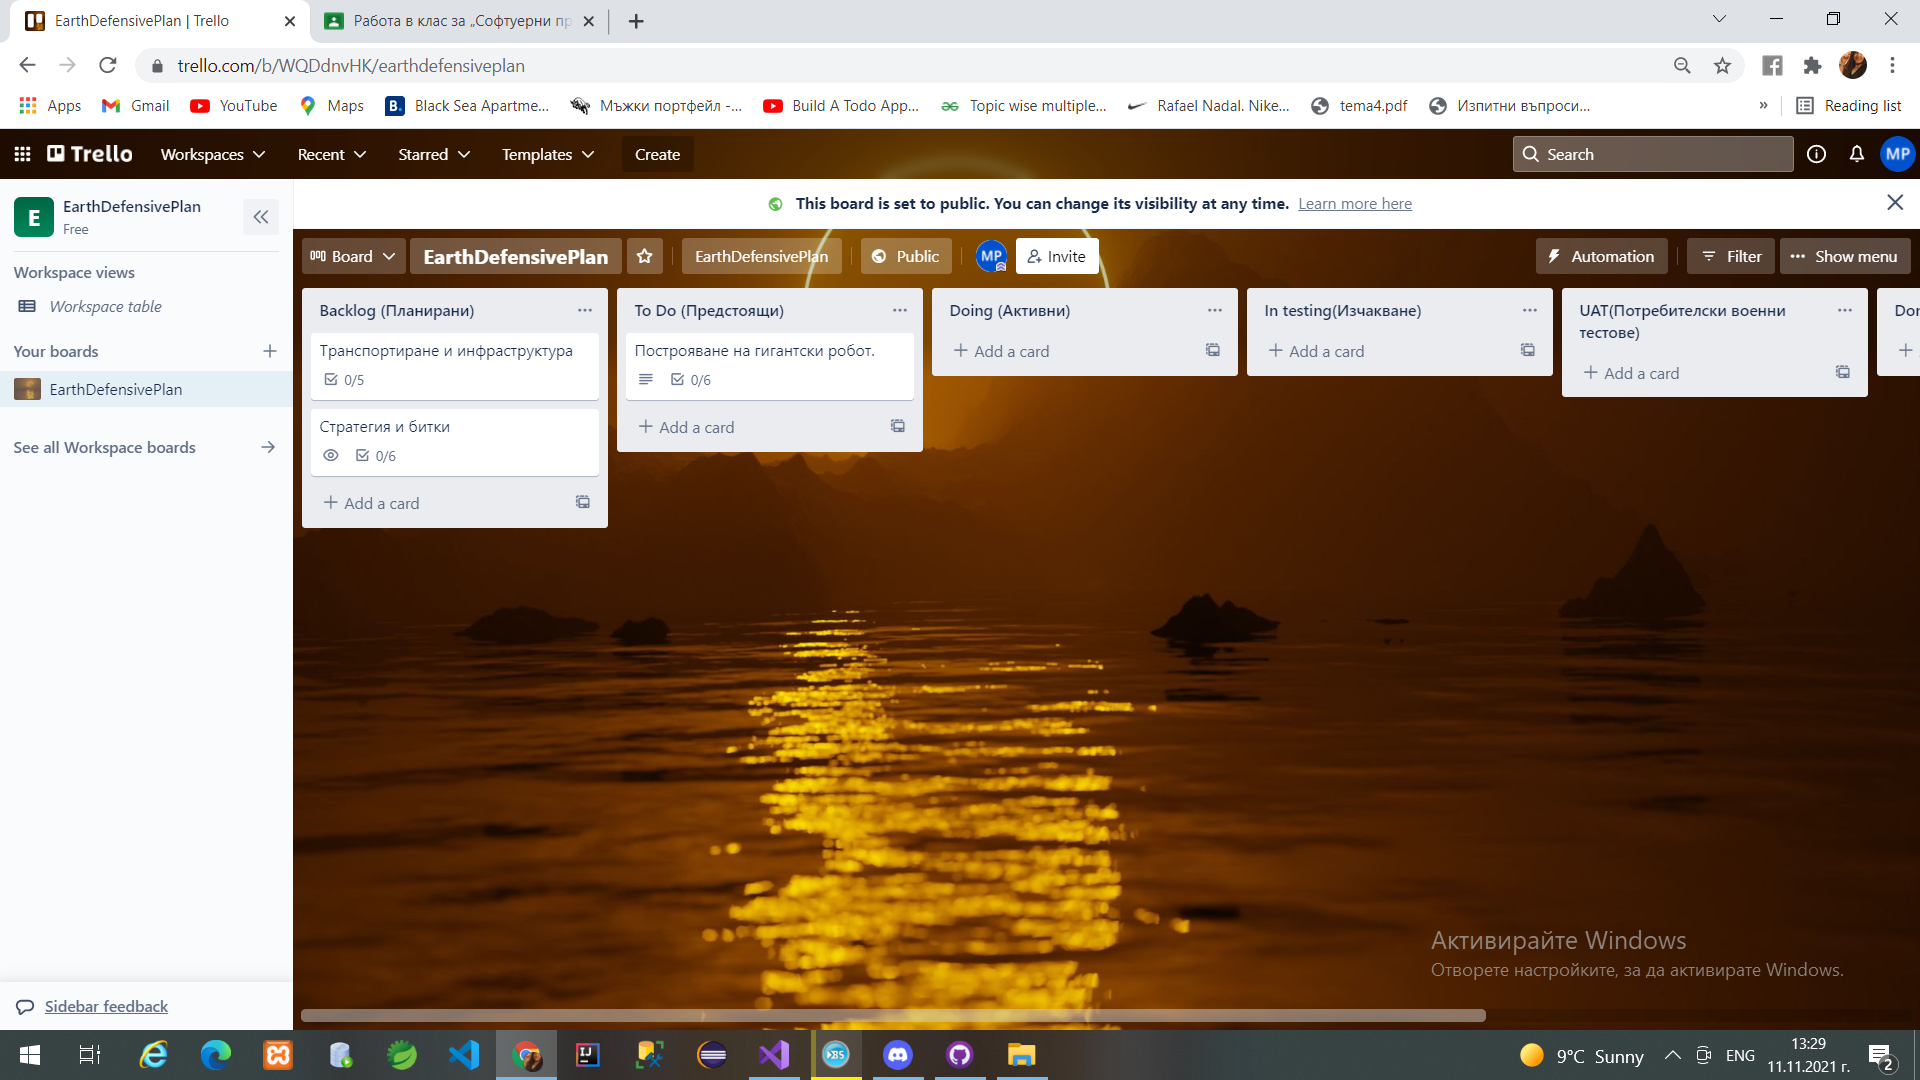 EarthDefensivePlan | Trello
Работа в клас за „Софтуерни пр
trello.com/b/WQDdnvHK/earthdefensiveplan
Apps
Gmail
YouTube
Maps
B.
Black Sea Apartme...
Мъжки портфейл -...
Build A Todo App,...
Topic wise multiple...
Rafael Nadal. Nike...
tema4.pdf
Изпитни въпроси...
»
Reading list
Trello
Workspaces
Recent
Starred
Templates
Create
Search
MP
E
EarthDefensivePlan
Free
This board is set to public. You can change its visibility at any time. Learn more here
Board
EarthDefensivePlan
EarthDefensivePlan
Public
MP
Invite
Automation
Filter
Show menu
Workspace views
Workspace table
Your boards
EarthDefensivePlan
See all Workspace boards
Backlog (Планирани)
Транспортиране и инфраструктура
0/5
Стратегия и битки
0/6
Add a card
To Do (Предстоящи)
Построяване на гигантски робот.
0/6
Add a card
Doing (Активни)
Add a card
In testing(Изчакване)
Add a card
UAT(Потребителски военни
тестове)
Add a card
Активирайте Windows
Отворете настройките, за да активирате Windows.
Sidebar feedback
9°C Sunny
ENG
13:29
11.11.2021 г.
2